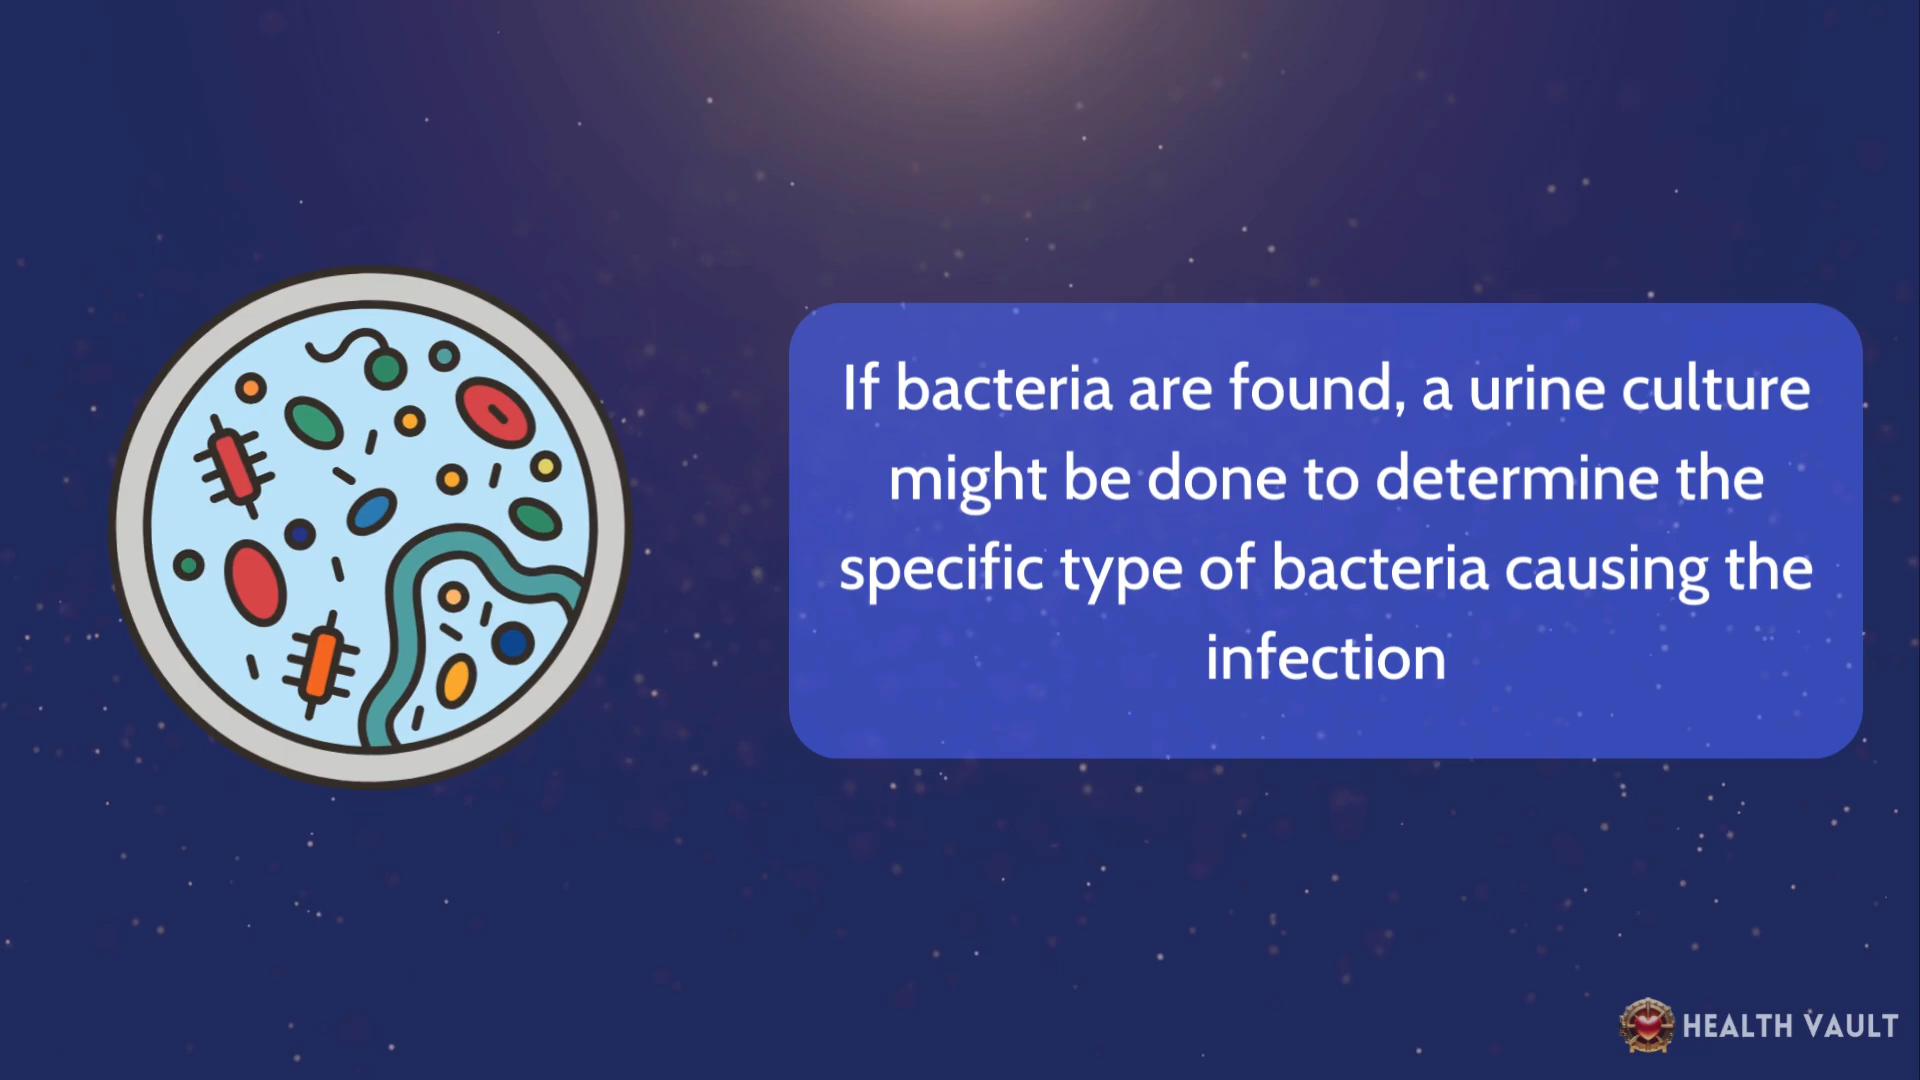 If bacteria are found, a urine culture
might be done to determine the
specific type of bacteria causing the
infection
HEALTH VAULT